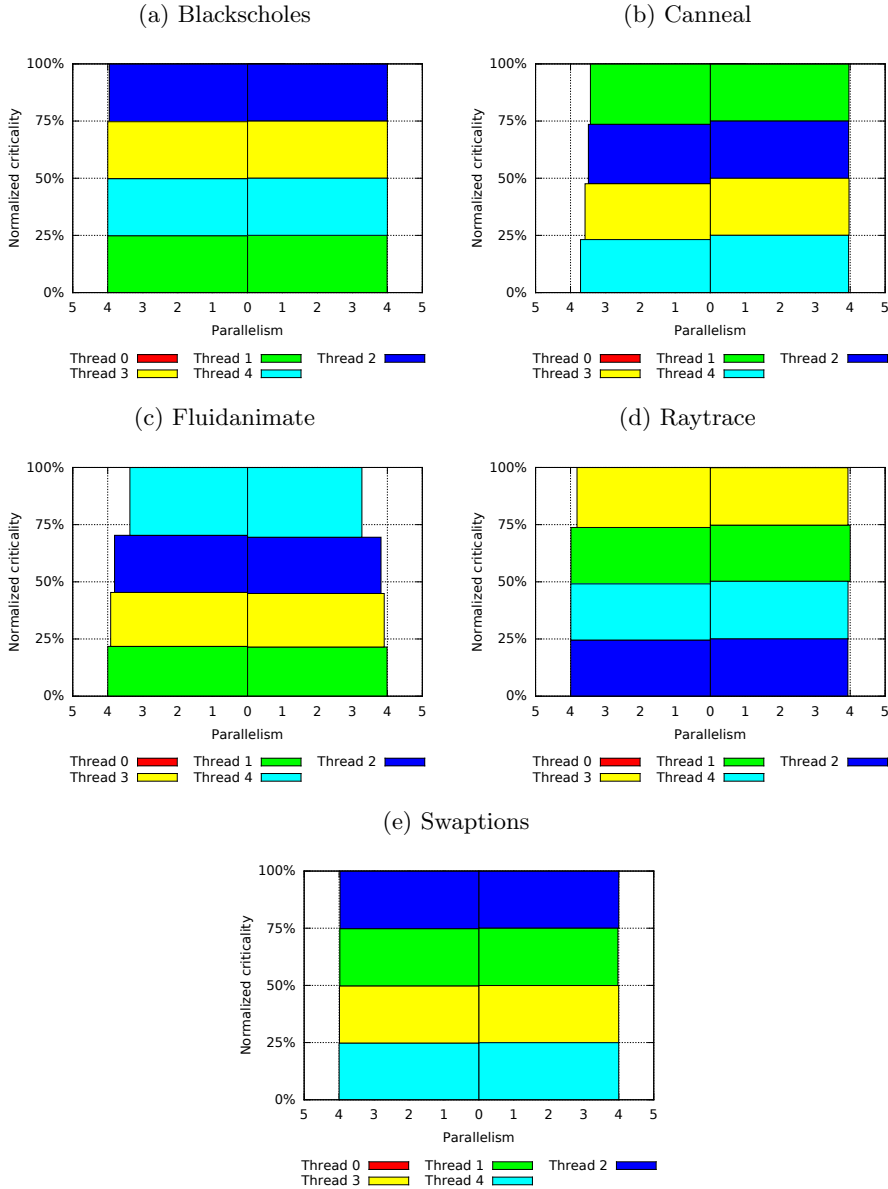 (a) Blackscholes
(b) Canneal
100%
75%
50%
25%
0%
Normalized criticality
5 4 3 2 1 0 1 2 3 4 5
Parallelism
Thread 0 Thread 1 Thread 2
Thread 3 Thread 4
100%
75%
50%
25%
0%
Normalized criticality
5 4 3 2 1 0 1 2 3 4 5
Parallelism
Thread 0 Thread 1 Thread 2
Thread 3 Thread 4
(c) Fluidanimate
(d) Raytrace
100%
75%
50%
25%
0%
Normalized criticality
5 4 3 2 1 0 1 2 3 4 5
Parallelism
Thread 0 Thread 1 Thread 2
Thread 3 Thread 4
100%
75%
50%
25%
0%
Normalized criticality
5 4 3 2 1 0 1 2 3 4 5
Parallelism
Thread 0 Thread 1 Thread 2
Thread 3 Thread 4
(e) Swaptions
100%
75%
50%
25%
0%
Normalized criticality
5 4 3 2 1 0 1 2 3 4 5
Parallelism
Thread 0 Thread 1 Thread 2
Thread 3 Thread 4